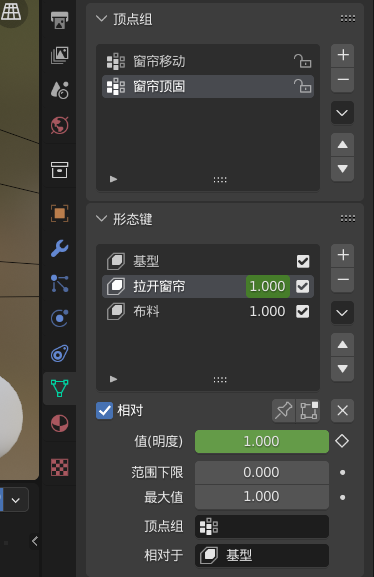 顶点组
窗帘移动
窗帘顶固
形态键
基型
拉开窗帘 1.000
布料 1.000
相对
值(明度) 1.000
范围下限 0.000
最大值 1.000
顶点组
相对于 基型